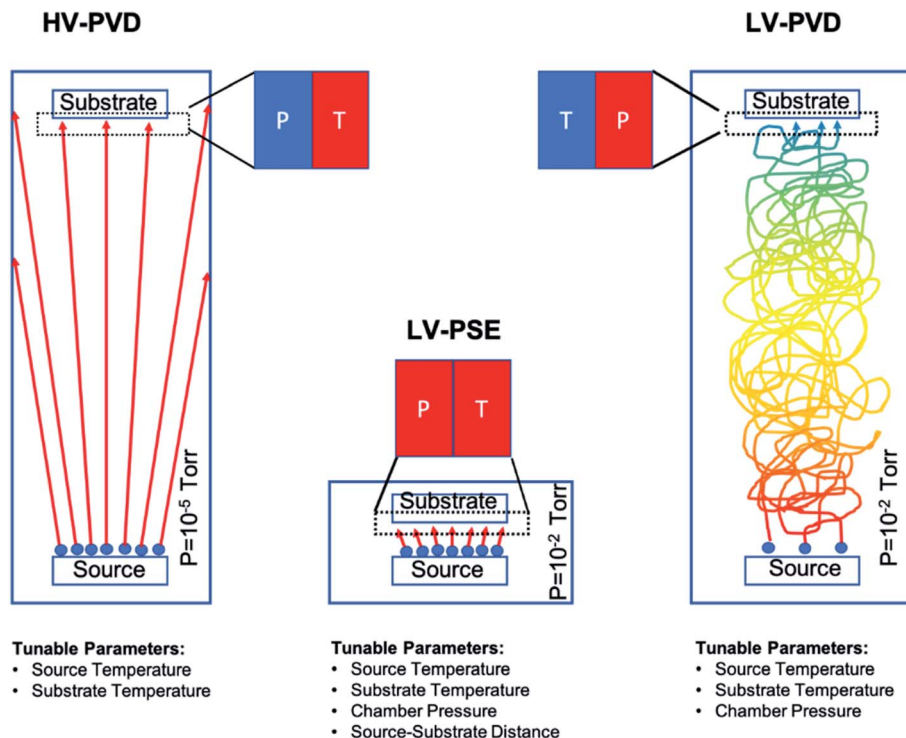 HV-PVD
Substrate
P T
P=10⁻⁵ Torr
Source
Tunable Parameters:
• Source Temperature
• Substrate Temperature
LV-PSE
P T
Substrate
P=10⁻² Torr
Source
Tunable Parameters:
• Source Temperature
• Substrate Temperature
• Chamber Pressure
• Source-Substrate Distance
LV-PVD
T P
Substrate
P=10⁻² Torr
Source
Tunable Parameters:
• Source Temperature
• Substrate Temperature
• Chamber Pressure